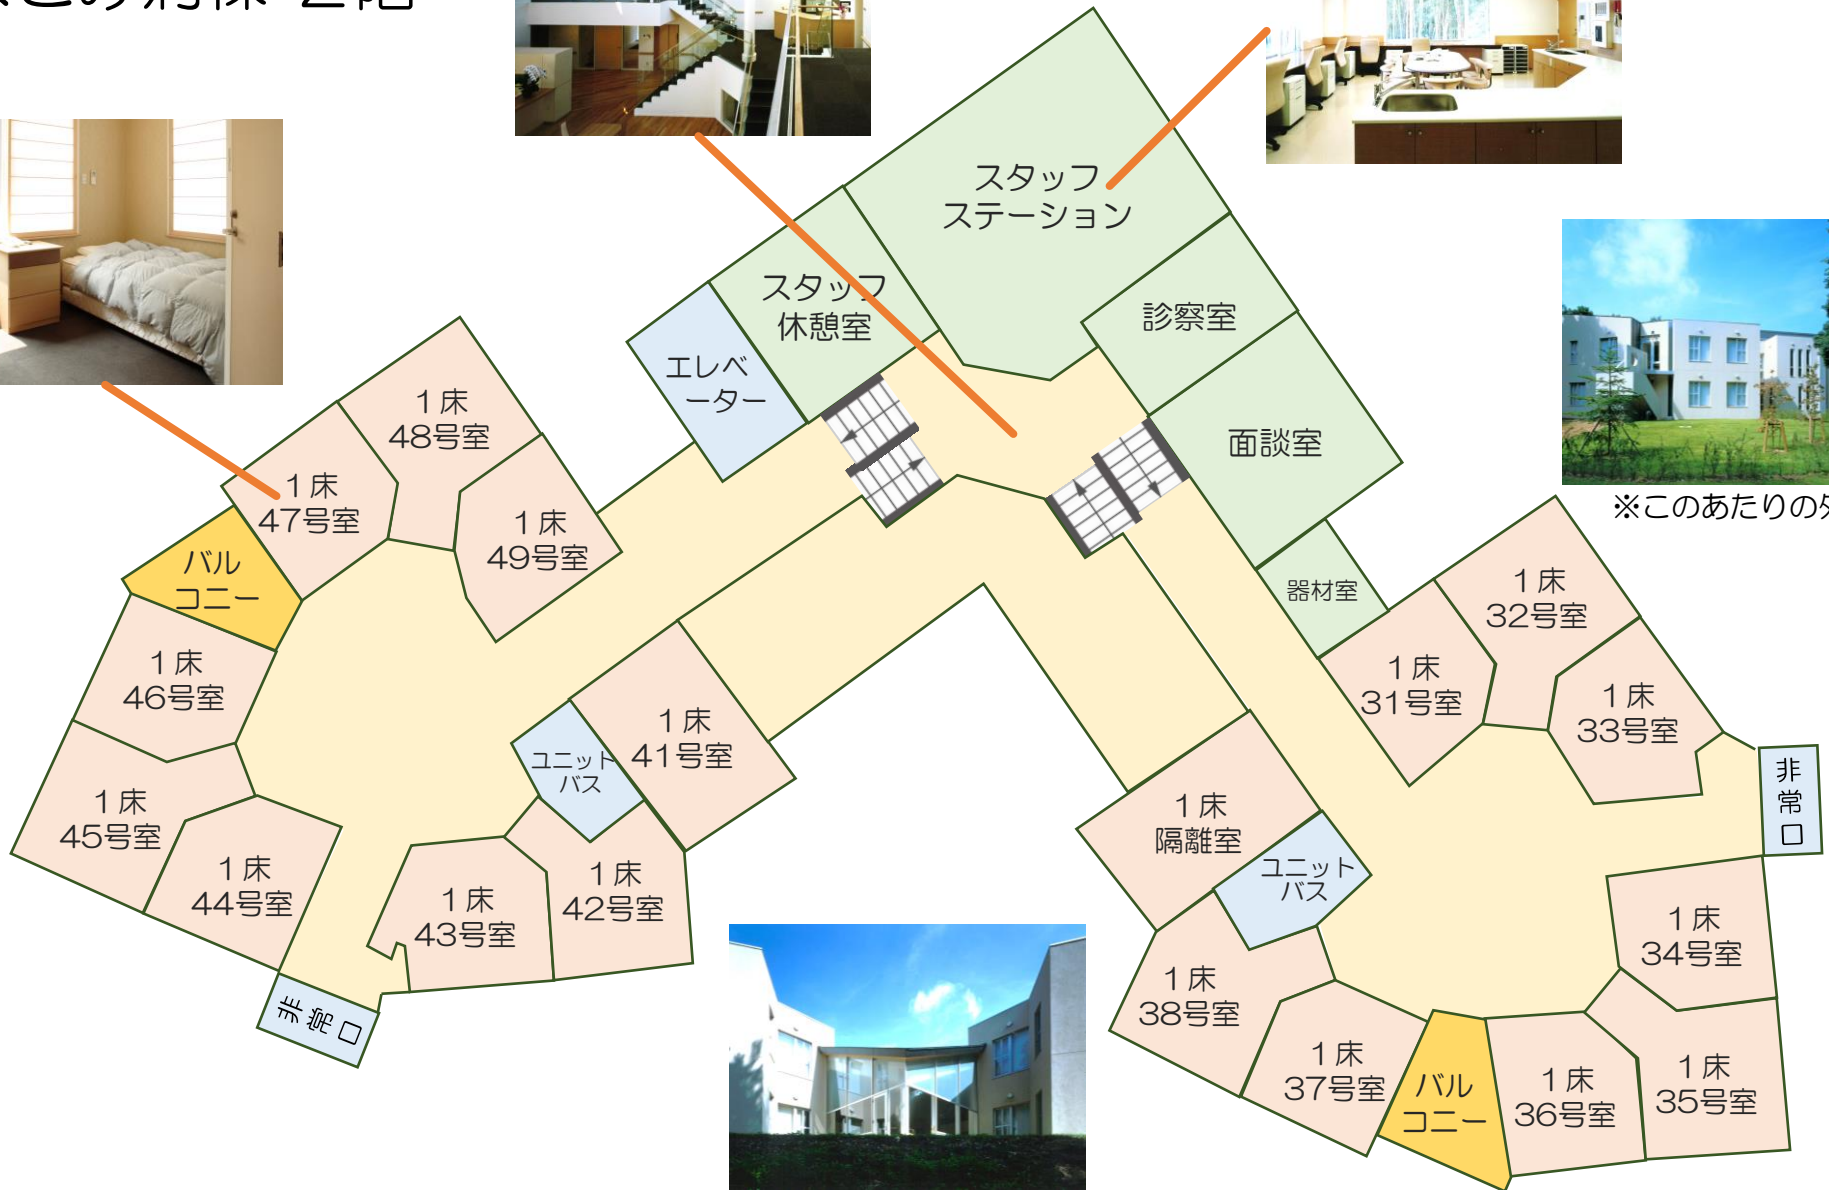 病棟 2階
スタッフ
ステーション
スタッフ
休憩室
診察室
エレベ
ーター
面談室
器材室
※このあたりの
1床
48号室
1床
47号室
1床
49号室
バル
コニー
1床
46号室
1床
45号室
1床
44号室
1床
43号室
1床
42号室
1床
41号室
ユニット
バス
非常口
1床
31号室
1床
32号室
1床
33号室
非
常
口
1床
隔離室
ユニット
バス
1床
34号室
1床
35号室
1床
36号室
バル
コニー
1床
37号室
1床
38号室